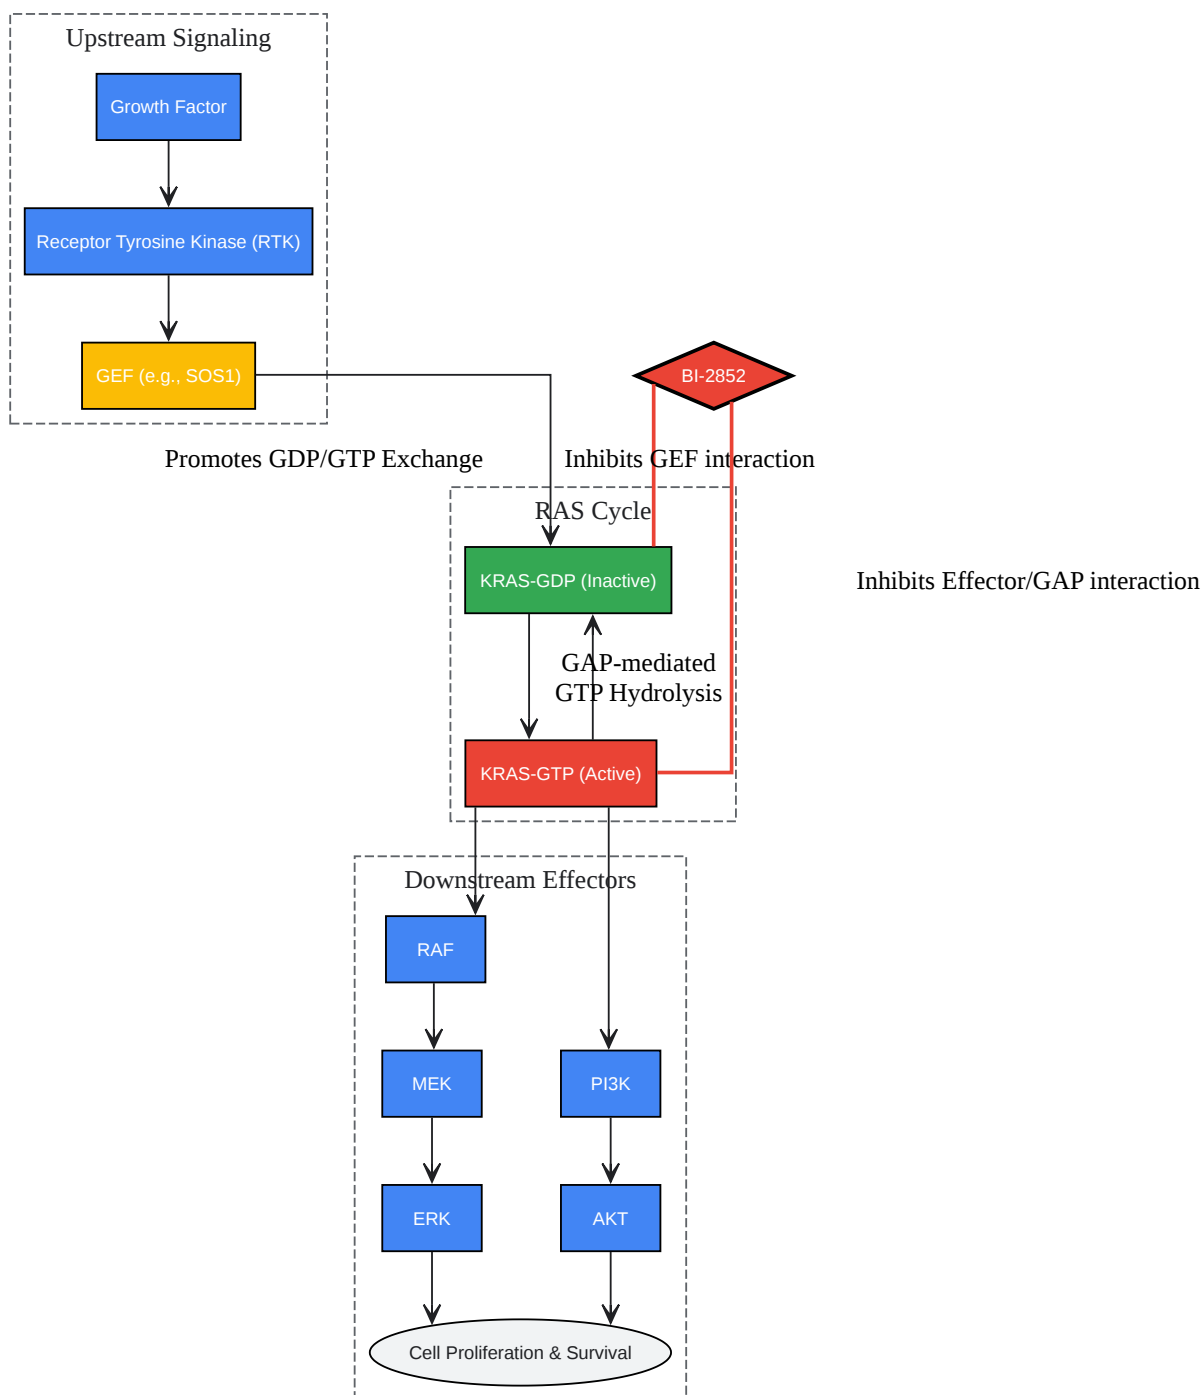 Upstream Signaling
Growth Factor
Receptor Tyrosine Kinase (RTK)
GEF (e.g., SOS1)
BI-2852
Promotes GDP/GTP Exchange
Inhibits GEF interaction
RAS Cycle
KRAS-GDP (Inactive)
Inhibits Effector/GAP interaction
GAP-mediated
GTP Hydrolysis
KRAS-GTP (Active)
Downstream Effectors
RAF
MEK
PI3K
ERK
AKT
Cell Proliferation & Survival